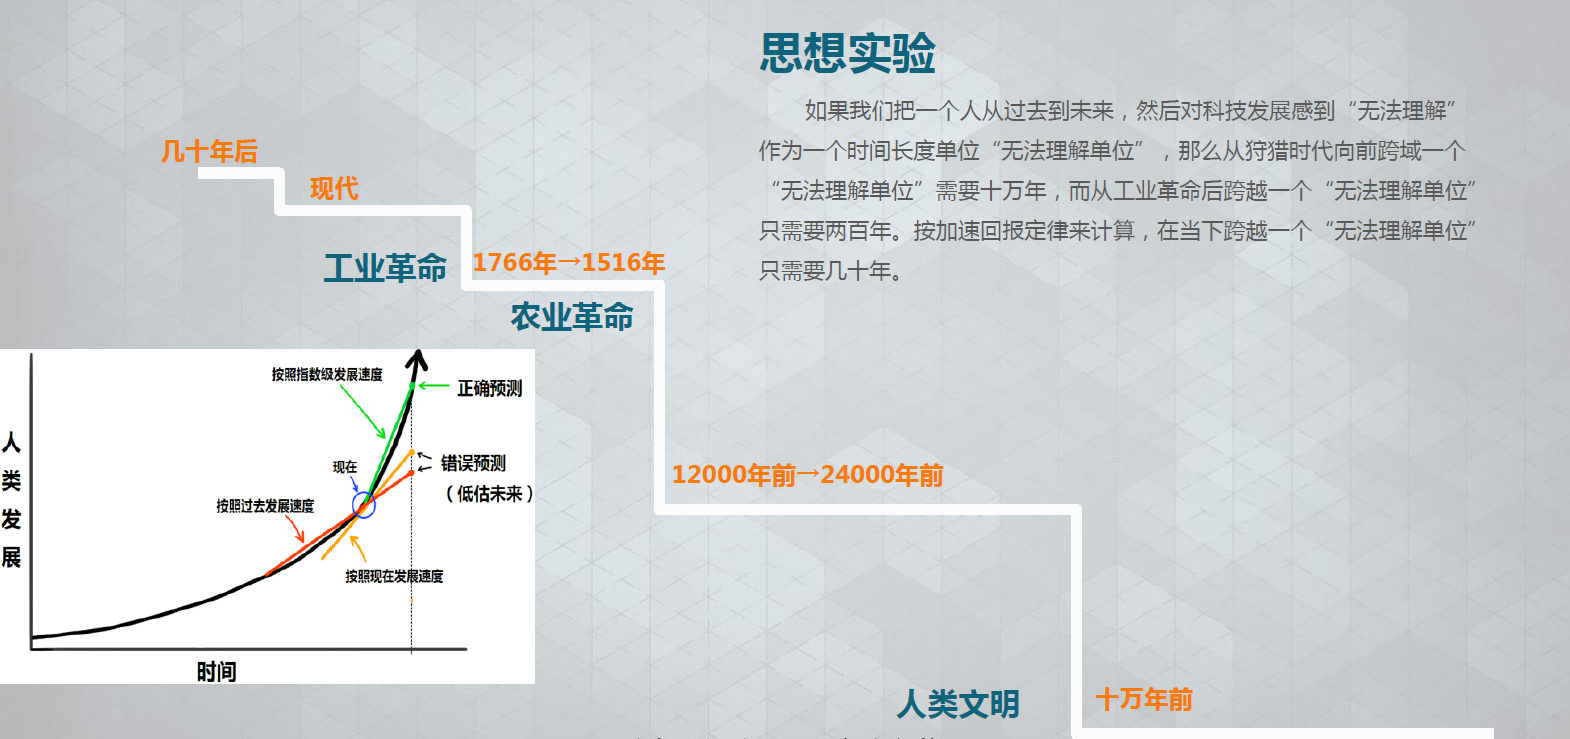 思想实验
如果我们把一个人从过去到未来，然后对科技发展感到“无法理解”
作为一个时间长度单位“无法理解单位”，那么从狩猎时代向前跨域一个
“无法理解单位”需要十万年，而从工业革命后跨越一个“无法理解单位”
只需要两百年。按加速回报定律来计算，在当下跨越一个“无法理解单位”
只需要几十年。
几十年后
现代
工业革命
1766年→1516年
农业革命
12000年前→24000年前
人类文明
十万年前
按照指数级发展速度
正确预测
现在
错误预测
（低估未来）
按照过去发展速度
按照现在发展速度
人类发展
时间